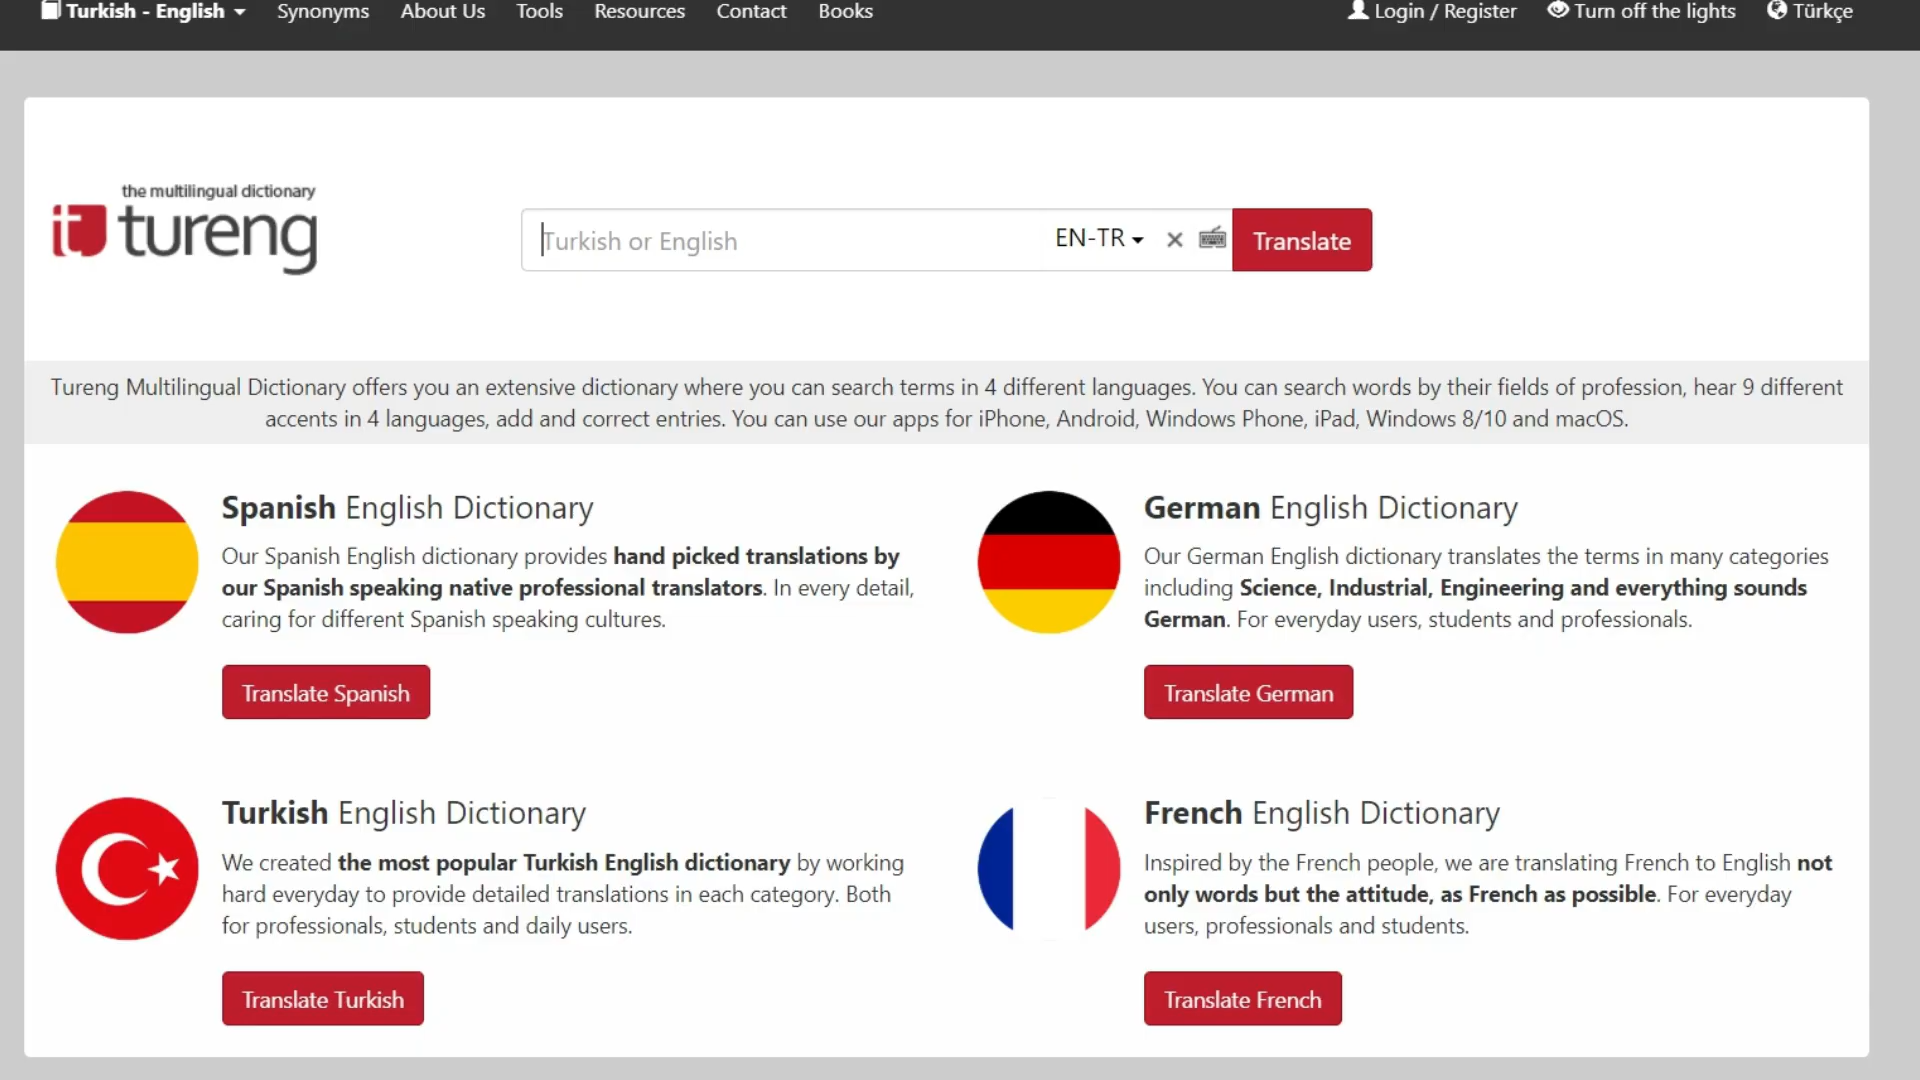 Turkish - English
Synonyms
About Us
Tools
Resources
Contact
Books
Login / Register
Turn off the lights
Türkçe
the multilingual dictionary
tureng
Turkish or English
EN-TR
Translate
Tureng Multilingual Dictionary offers you an extensive dictionary where you can search terms in 4 different languages. You can search words by their fields of profession, hear 9 different
accents in 4 languages, add and correct entries. You can use our apps for iPhone, Android, Windows Phone, iPad, Windows 8/10 and macOS.
Spanish English Dictionary
Our Spanish English dictionary provides hand picked translations by
our Spanish speaking native professional translators. In every detail,
caring for different Spanish speaking cultures.
Translate Spanish
German English Dictionary
Our German English dictionary translates the terms in many categories
including Science, Industrial, Engineering and everything sounds
German. For everyday users, students and professionals.
Translate German
Turkish English Dictionary
We created the most popular Turkish English dictionary by working
hard everyday to provide detailed translations in each category. Both
for professionals, students and daily users.
Translate Turkish
French English Dictionary
Inspired by the French people, we are translating French to English not
only words but the attitude, as French as possible. For everyday
users, professionals and students.
Translate French